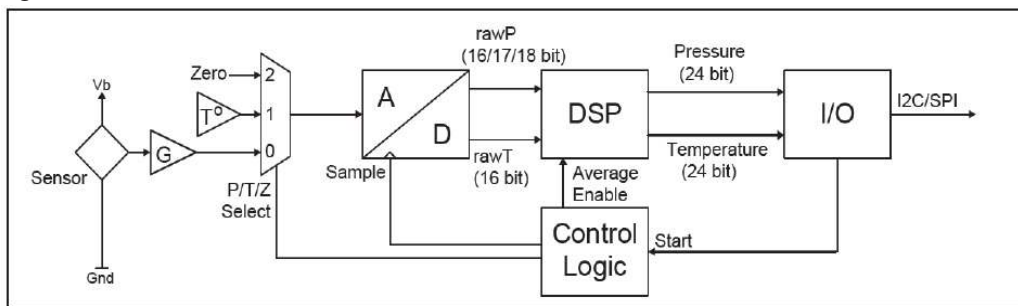 rawP
(16/17/18 bit)
Pressure
(24 bit)
Zero
2
Vb
A
T°
1
DSP
I/O
I2C/SPI
G
0
D
Sensor
Sample
rawT
(16 bit)
Temperature
(24 bit)
P/T/Z
Select
Average
Enable
Control
Logic
Start
Gnd